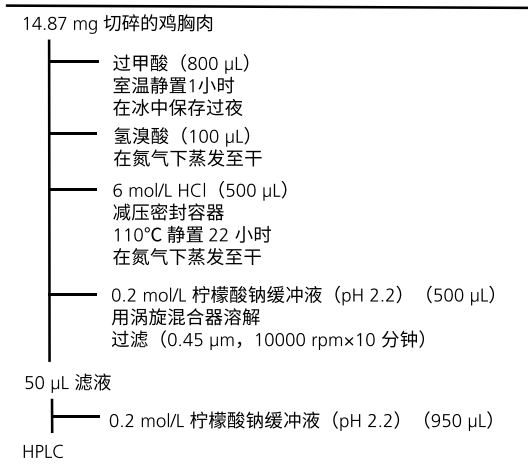 14.87 mg 切碎的鸡胸肉
过甲酸（800 μL）
室温静置1小时
在冰中保存过夜
氢溴酸（100 μL）
在氮气下蒸发至干
6 mol/L HCl（500 μL）
减压密封容器
110℃ 静置 22 小时
在氮气下蒸发至干
0.2 mol/L 柠檬酸钠缓冲液（pH 2.2）（500 μL）
用涡旋混合器溶解
过滤（0.45 μm，10000 rpm×10 分钟）
50 μL 滤液
0.2 mol/L 柠檬酸钠缓冲液（pH 2.2）（950 μL）
HPLC